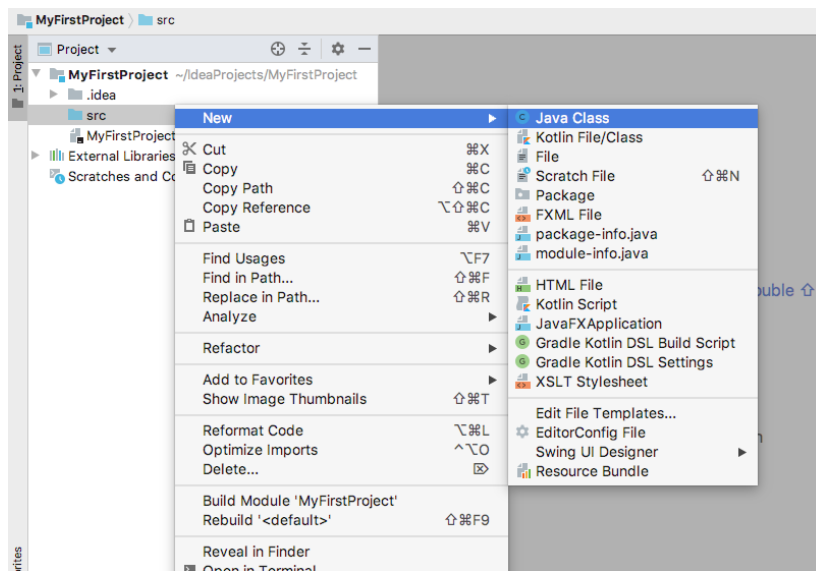 MyFirstProject src
1: Project
Project
MyFirstProject ~/IdeaProjects/MyFirstProject
.idea
src
MyFirstProject
External Libraries
Scratches and Co
New
Cut ⌘X
Copy ⌘C
Copy Path ⇧⌘C
Copy Reference ⌥⇧⌘C
Paste ⌘V
Find Usages ⌥F7
Find in Path... ⇧⌘F
Replace in Path... ⇧⌘R
Analyze
Refactor
Add to Favorites
Show Image Thumbnails ⇧⌘T
Reformat Code ⌥⌘L
Optimize Imports ^⌥O
Delete... ⌦
Build Module 'MyFirstProject'
Rebuild '<default>' ⇧⌘F9
Reveal in Finder
Open in Terminal
Java Class
Kotlin File/Class
File
Scratch File ⇧⌘N
Package
FXML File
package-info.java
module-info.java
HTML File
Kotlin Script
JavaFXApplication
Gradle Kotlin DSL Build Script
Gradle Kotlin DSL Settings
XSLT Stylesheet
Edit File Templates...
EditorConfig File
Swing UI Designer
Resource Bundle
ouble ⇧